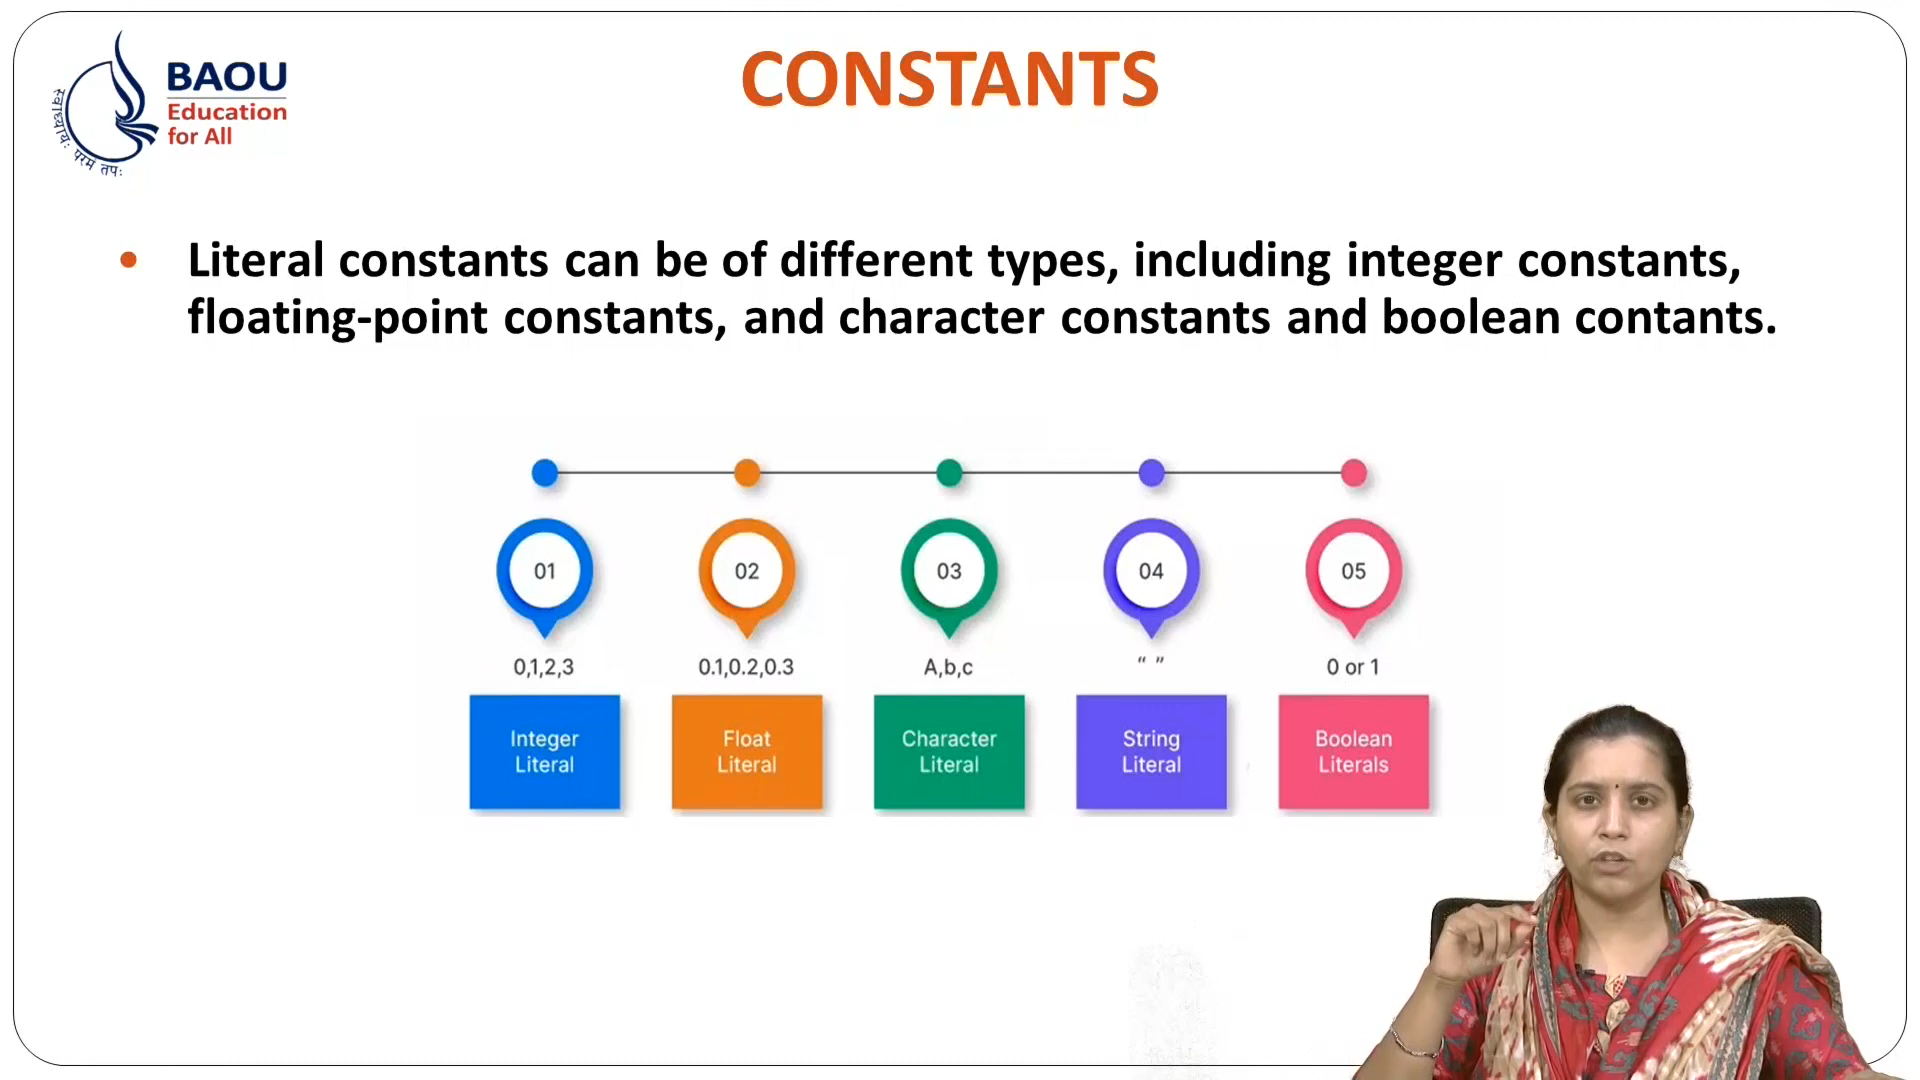 BAOU
Education
for All
स्वाध्यायः परमं तपः
CONSTANTS
• Literal constants can be of different types, including integer constants,
floating-point constants, and character constants and boolean contants.
01 02 03 04 05
0,1,2,3 0.1,0.2,0.3 A,b,c “ ” 0 or 1
Integer Literal
Float Literal
Character Literal
String Literal
Boolean Literals